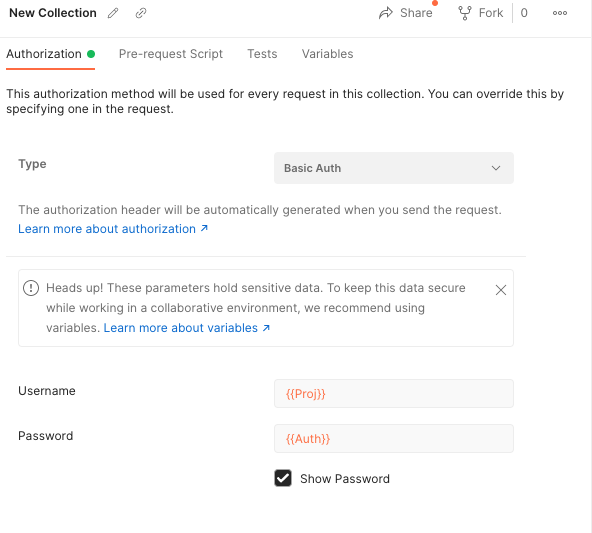 New Collection Share Fork 0
Authorization Pre-request Script Tests Variables
This authorization method will be used for every request in this collection. You can override this by
specifying one in the request.
Type Basic Auth
The authorization header will be automatically generated when you send the request.
Learn more about authorization ↗
Heads up! These parameters hold sensitive data. To keep this data secure
while working in a collaborative environment, we recommend using
variables. Learn more about variables ↗
Username {{Proj}}
Password {{Auth}}
Show Password